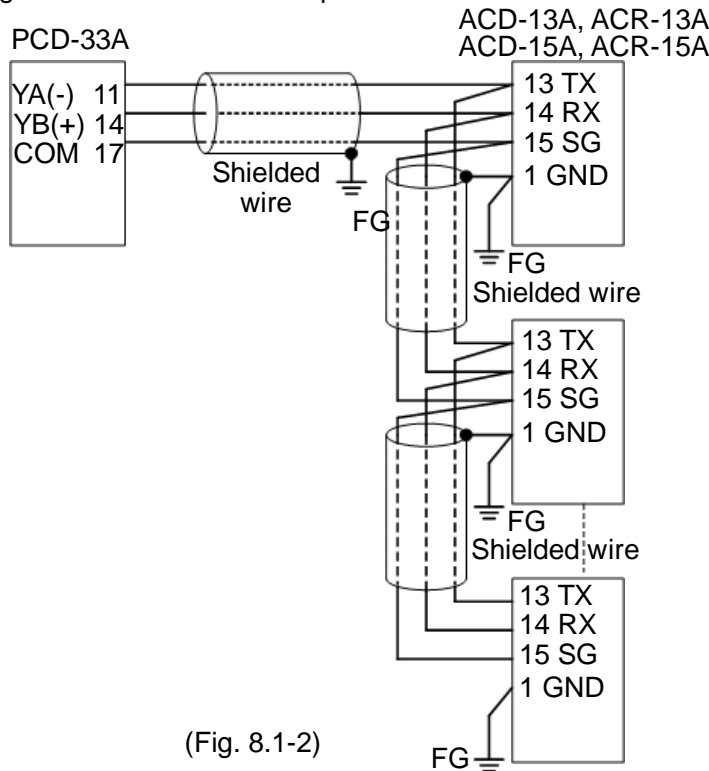 PCD-33A
ACD-13A, ACR-13A
ACD-15A, ACR-15A
YA(-) 11
YB(+) 14
COM 17
Shielded
wire
FG
13 TX
14 RX
15 SG
1 GND
FG
Shielded wire
13 TX
14 RX
15 SG
1 GND
FG
Shielded wire
13 TX
14 RX
15 SG
1 GND
FG
(Fig. 8.1-2)